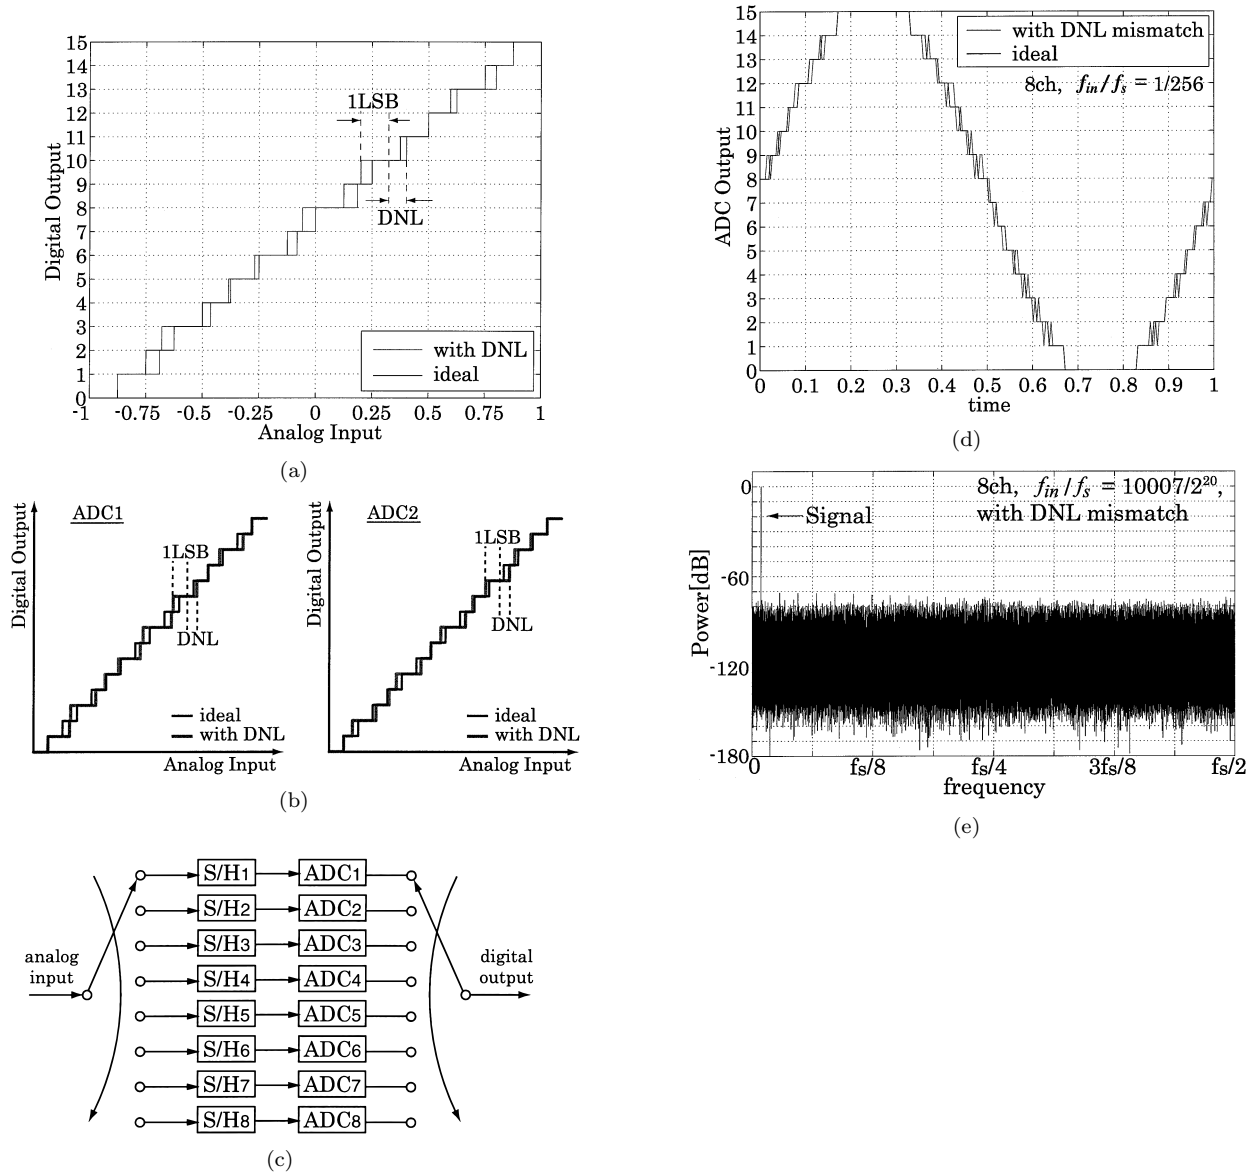 15
14
13
12
11
10
9
8
7
6
5
4
3
2
1
0
Digital Output
1LSB
DNL
with DNL
ideal
-1 -0.75 -0.5 -0.25 0 0.25 0.5 0.75 1
Analog Input
(a)
ADC1
Digital Output
1LSB
DNL
ideal
with DNL
Analog Input
ADC2
Digital Output
1LSB
DNL
ideal
with DNL
Analog Input
(b)
analog
input
S/H1 ADC1
S/H2 ADC2
S/H3 ADC3
S/H4 ADC4
S/H5 ADC5
S/H6 ADC6
S/H7 ADC7
S/H8 ADC8
digital
output
(c)
15
14
13
12
11
10
9
8
7
6
5
4
3
2
1
0
ADC Output
with DNL mismatch
ideal
8ch, fin/fs = 1/256
0 0.1 0.2 0.3 0.4 0.5 0.6 0.7 0.8 0.9 1
time
(d)
8ch, fin/fs = 10007/2^20,
with DNL mismatch
Signal
0
-60
-120
-180
Power[dB]
0 fs/8 fs/4 3fs/8 fs/2
frequency
(e)